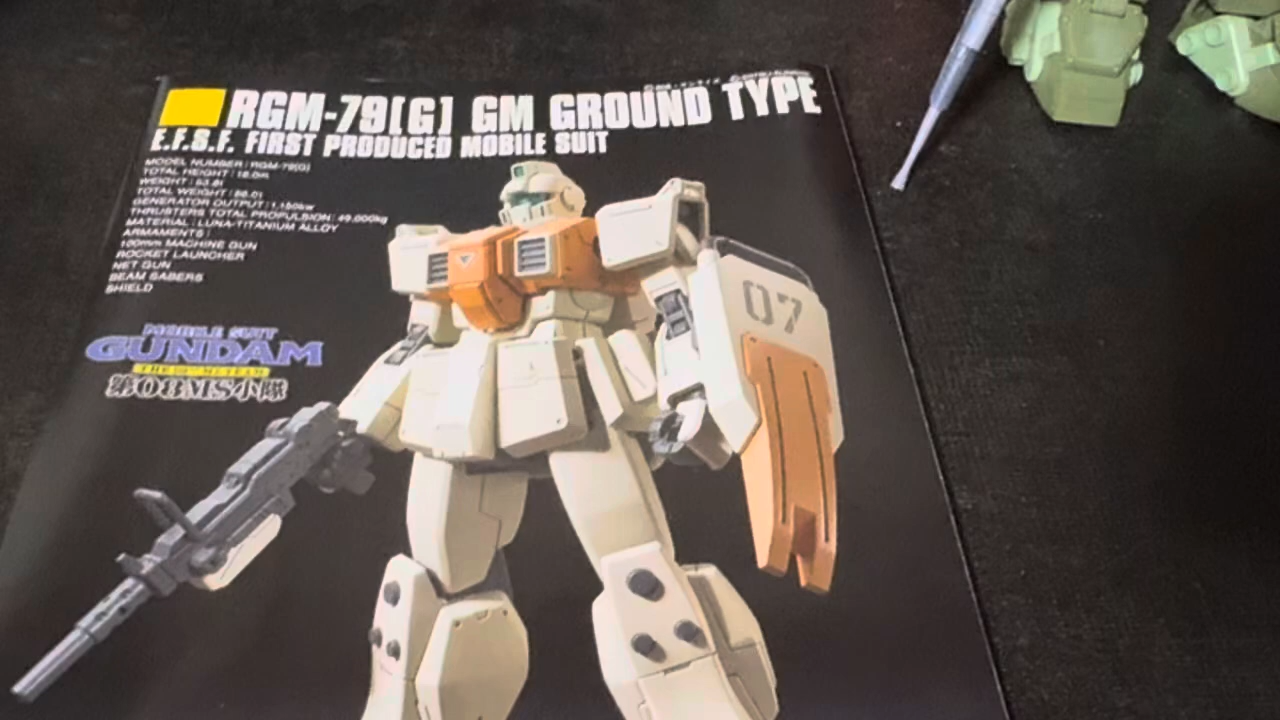 RGM-79[G] GM GROUND TYPE
E.F.S.F. FIRST PRODUCED MOBILE SUIT
MODEL NUMBER : RGM-79[G]
TOTAL HEIGHT : 18.0m
WEIGHT : 53.8t
TOTAL WEIGHT : 66.0t
GENERATOR OUTPUT : 1,150kw
THRUSTERS TOTAL PROPULSION : 49,000kg
MATERIAL : LUNA-TITANIUM ALLOY
ARMAMENTS :
100mm MACHINE GUN
ROCKET LAUNCHER
NET GUN
BEAM SABERS
SHIELD
MOBILE SUIT
GUNDAM
第08MS小隊
07